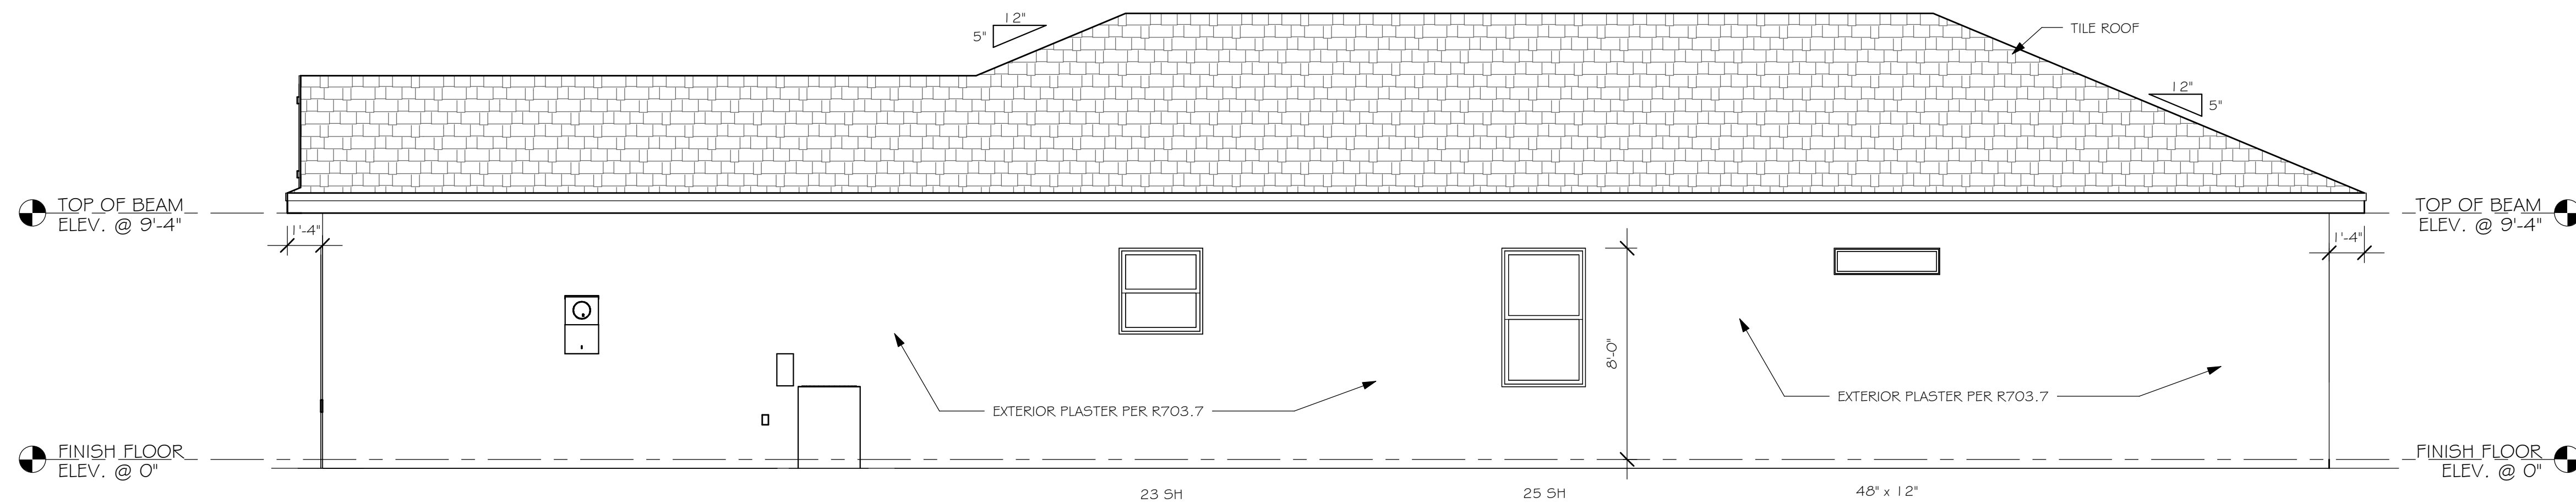 12"
5"
TILE ROOF
12"
5"
TOP OF BEAM
ELEV. @ 9'-4"
TOP OF BEAM
ELEV. @ 9'-4"
1'-4"
1'-4"
8'-0"
EXTERIOR PLASTER PER R703.7
EXTERIOR PLASTER PER R703.7
FINISH FLOOR
ELEV. @ 0"
FINISH FLOOR
ELEV. @ 0"
23 SH
25 SH
48" x 12"